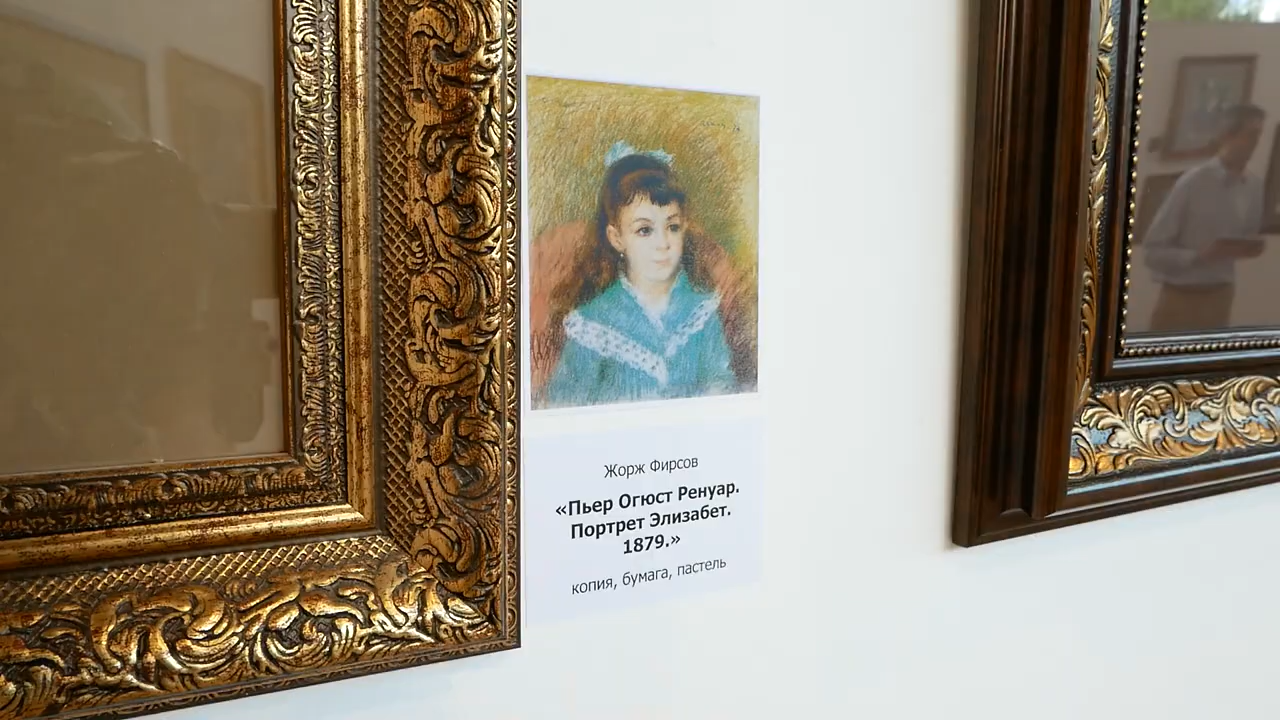 Жорж Фирсов
«Пьер Огюст Ренуар.
Портрет Элизабет.
1879.»
копия, бумага, пастель